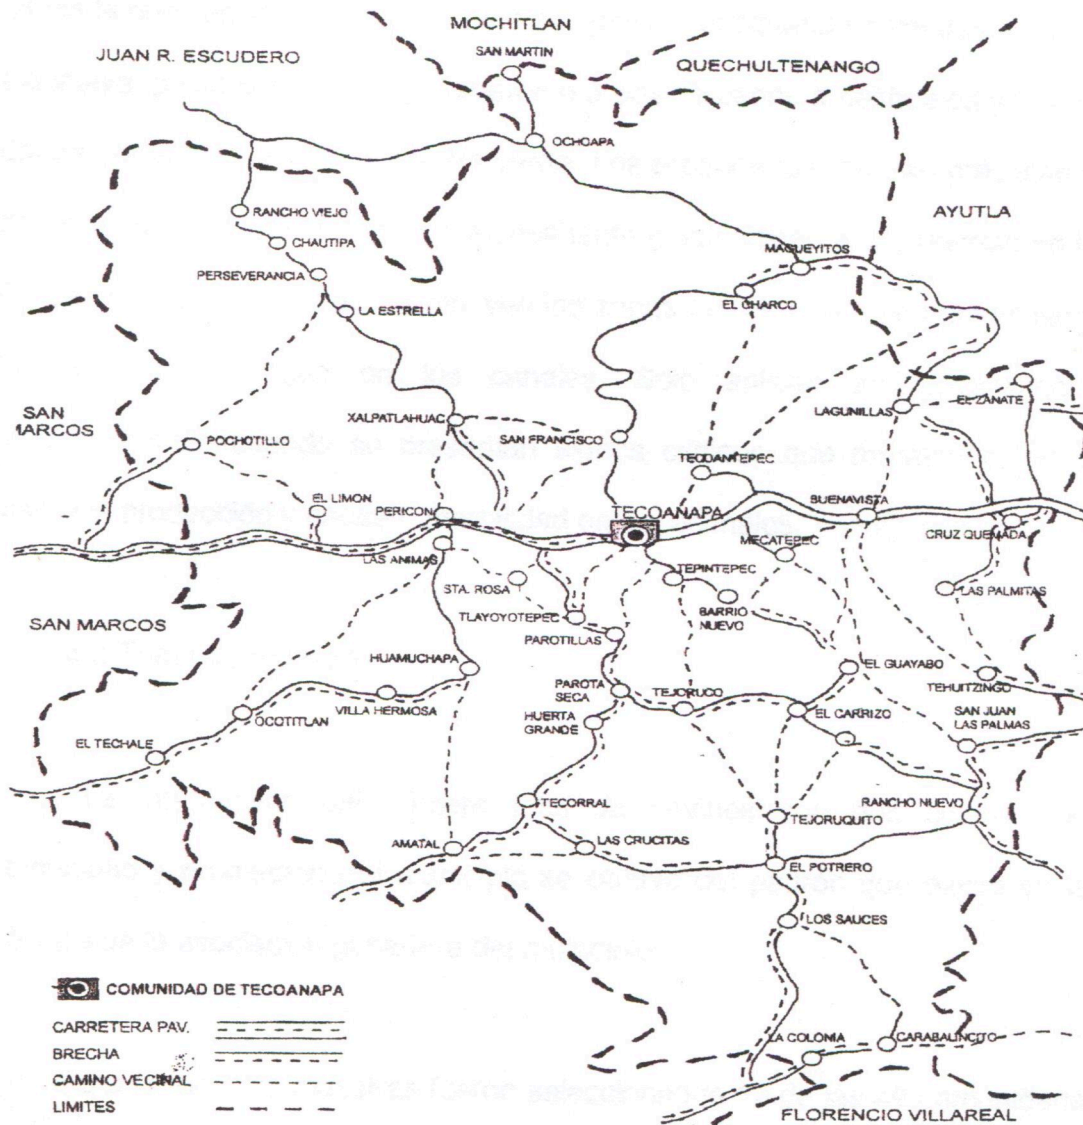 MOCHITLAN
SAN MARTIN
JUAN R. ESCUDERO
QUECHULTENANGO
OCHOAPA
RANCHO VIEJO
AYUTLA
CHAUTIPA
MAGUEYITOS
PERSEVERANCIA
EL CHARCO
LA ESTRELLA
EL ZANATE
SAN
MARCOS
LAGUNILLAS
XALPATLAHUAC
POCHOTILLO
SAN FRANCISCO
TECOANTEPEC
EL LIMON
BUENAVISTA
PERICON
TECOANAPA
CRUZ QUEMADA
MECATEPEC
LAS ANIMAS
TEPINTEPEC
STA. ROSA
LAS PALMITAS
BARRIO
NUEVO
TLAYOYOTEPEC
SAN MARCOS
PAROTILLAS
HUAMUCHAPA
EL GUAYABO
TEHUITZINGO
PAROTA
SECA
TEJORUCO
VILLA HERMOSA
OCOTITLAN
HUERTA
GRANDE
EL CARRIZO
SAN JUAN
LAS PALMAS
EL TECHALE
TECORRAL
RANCHO NUEVO
TEJORUQUITO
AMATAL
LAS CRUCITAS
EL POTRERO
LOS SAUCES
COMUNIDAD DE TECOANAPA
CARRETERA PAV.
BRECHA
CAMINO VECINAL
LIMITES
LA COLONIA
CARABALINCITO
FLORENCIO VILLAREAL